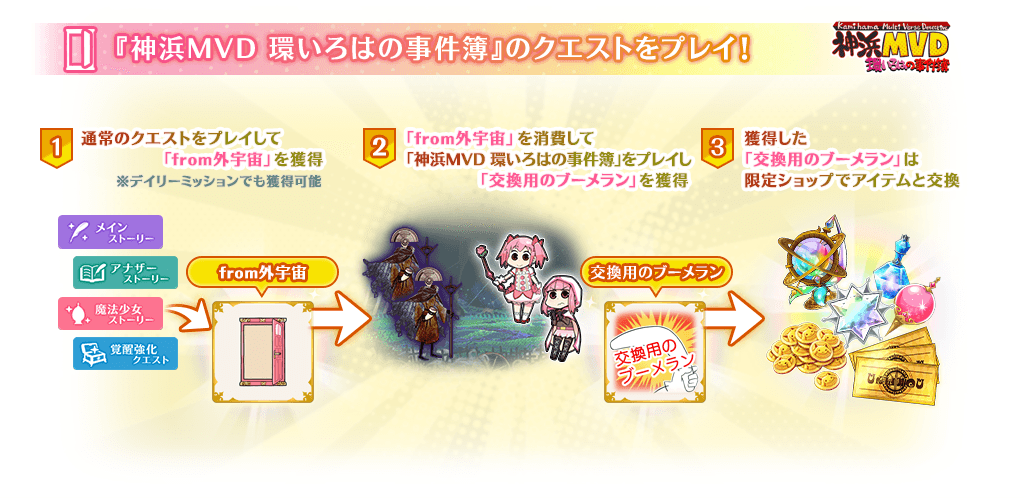 『神浜MVD 環いろはの事件簿』のクエストをプレイ!
Kamihama Multi Verse Detective
神浜MVD
環いろはの事件簿
1
通常のクエストをプレイして
「from外宇宙」を獲得
※デイリーミッションでも獲得可能
メイン
ストーリー
アナザー
ストーリー
魔法少女
ストーリー
覚醒強化
クエスト
from外宇宙
2
「from外宇宙」を消費して
「神浜MVD 環いろはの事件簿」をプレイし
「交換用のブーメラン」を獲得
交換用のブーメラン
交換用の
ブーメラン
3
獲得した
「交換用のブーメラン」は
限定ショップでアイテムと交換